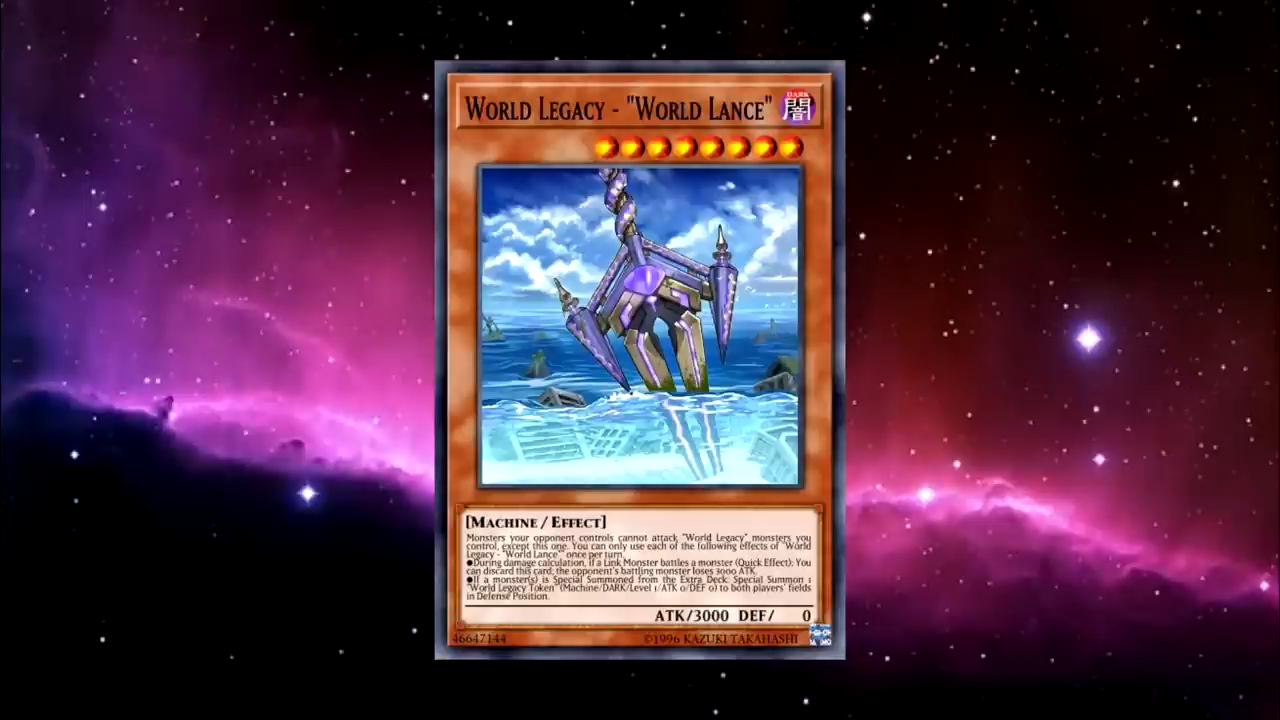 WORLD LEGACY - "WORLD LANCE"
DARK
闇
[MACHINE / EFFECT]
Monsters your opponent controls cannot attack "World Legacy" monsters you
control, except this one. You can only use each of the following effects of "World
Legacy - "World Lance"" once per turn.
●During damage calculation, if a Link Monster battles a monster (Quick Effect): You
can discard this card; the opponent's battling monster loses 3000 ATK.
●If a monster(s) is Special Summoned from the Extra Deck: Special Summon 1
"World Legacy Token" (Machine/DARK/Level 1/ATK 0/DEF 0) to both players' fields
in Defense Position.
ATK/3000 DEF/ 0
46647144
©1996 KAZUKI TAKAHASHI